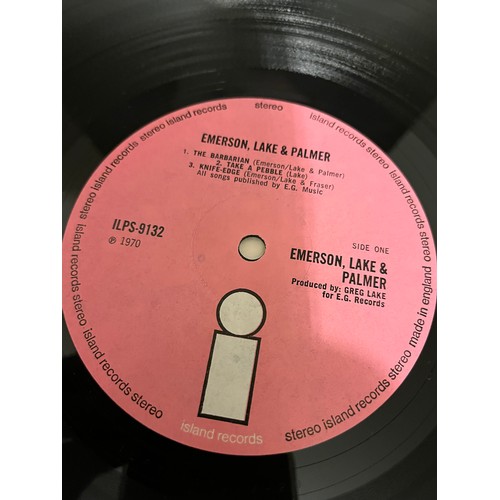 stereo island records stereo island records stereo island records stereo
made in england
EMERSON, LAKE & PALMER
1. THE BARBARIAN (Emerson/Lake & Palmer)
2. TAKE A PEBBLE (Lake)
3. KNIFE-EDGE (Emerson/Lake & Fraser)
All songs published by E.G. Music
ILPS-9132
℗ 1970
SIDE ONE
EMERSON, LAKE &
PALMER
Produced by: GREG LAKE
for E.G. Records
island records
stereo island records stereo
stereo island records stereo